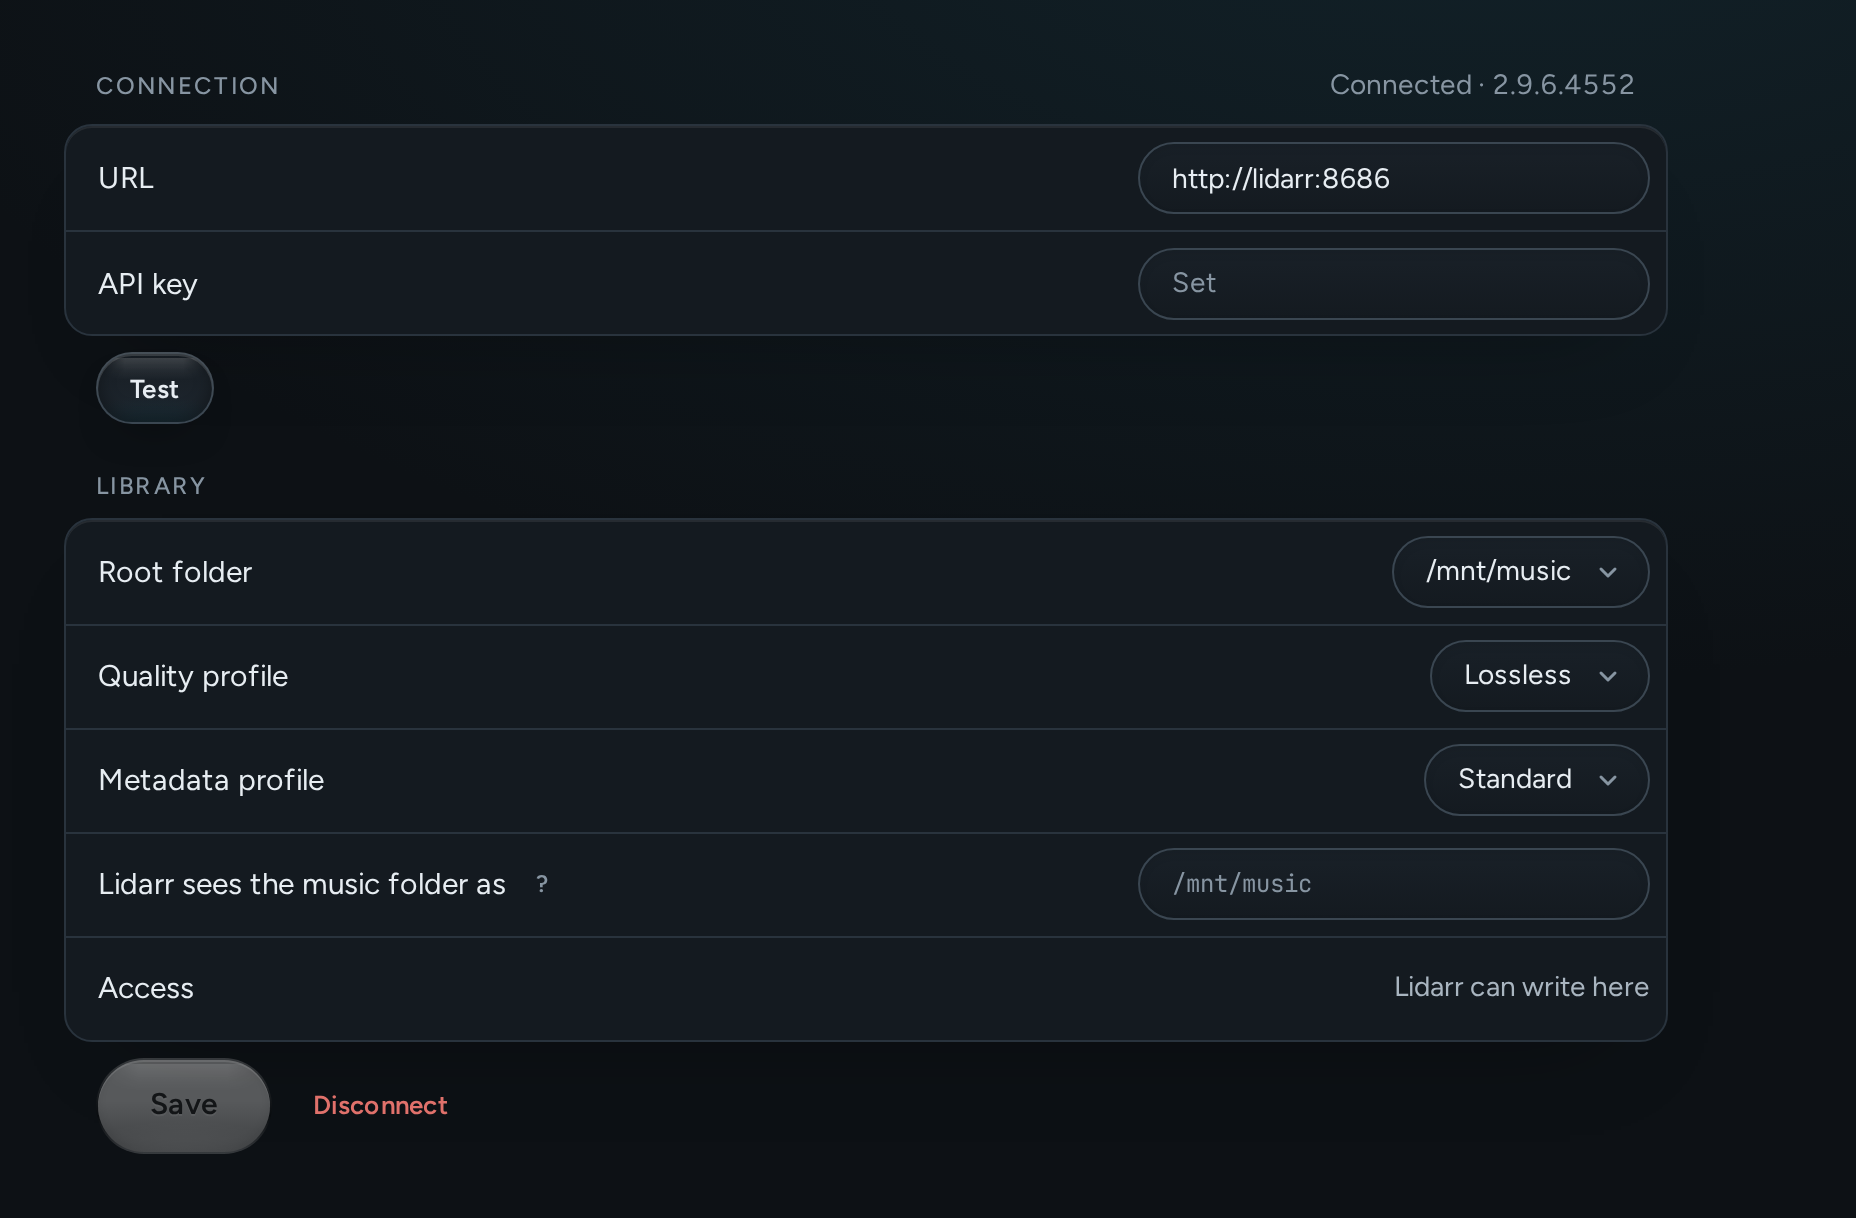 CONNECTION
Connected · 2.9.6.4552
URL
http://lidarr:8686
API key
Set
Test
LIBRARY
Root folder
/mnt/music
Quality profile
Lossless
Metadata profile
Standard
Lidarr sees the music folder as ?
/mnt/music
Access
Lidarr can write here
Save
Disconnect